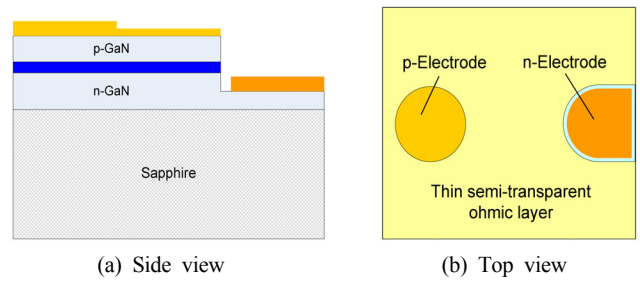 p-GaN
n-GaN
Sapphire
(a) Side view
p-Electrode
n-Electrode
Thin semi-transparent
ohmic layer
(b) Top view